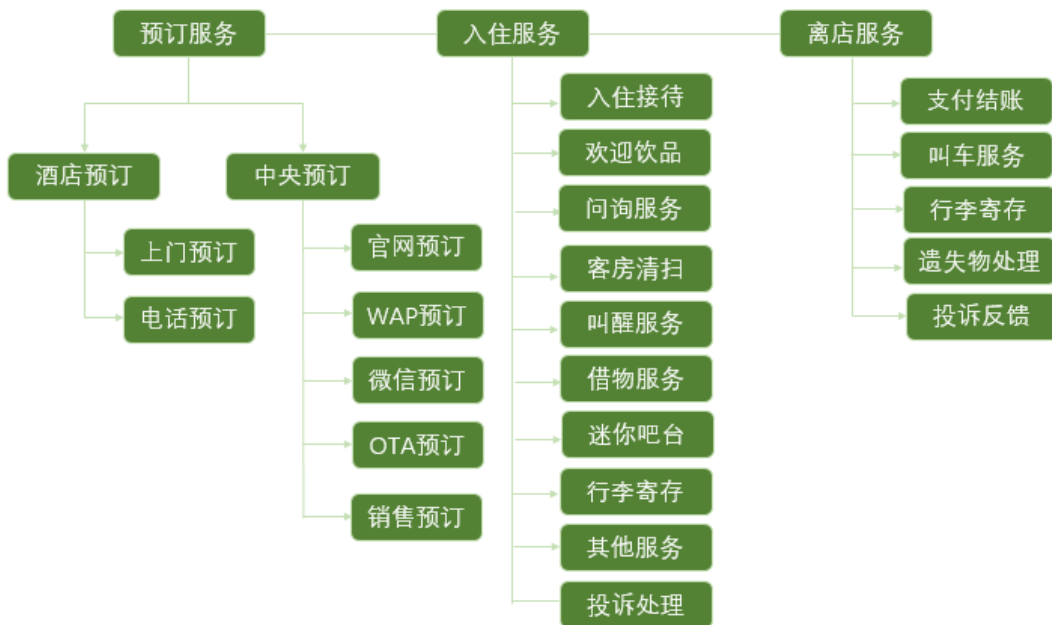 预订服务
入住服务
离店服务
酒店预订
中央预订
上门预订
电话预订
官网预订
WAP预订
微信预订
OTA预订
销售预订
入住接待
欢迎饮品
问询服务
客房清扫
叫醒服务
借物服务
迷你吧台
行李寄存
其他服务
投诉处理
支付结账
叫车服务
行李寄存
遗失物处理
投诉反馈